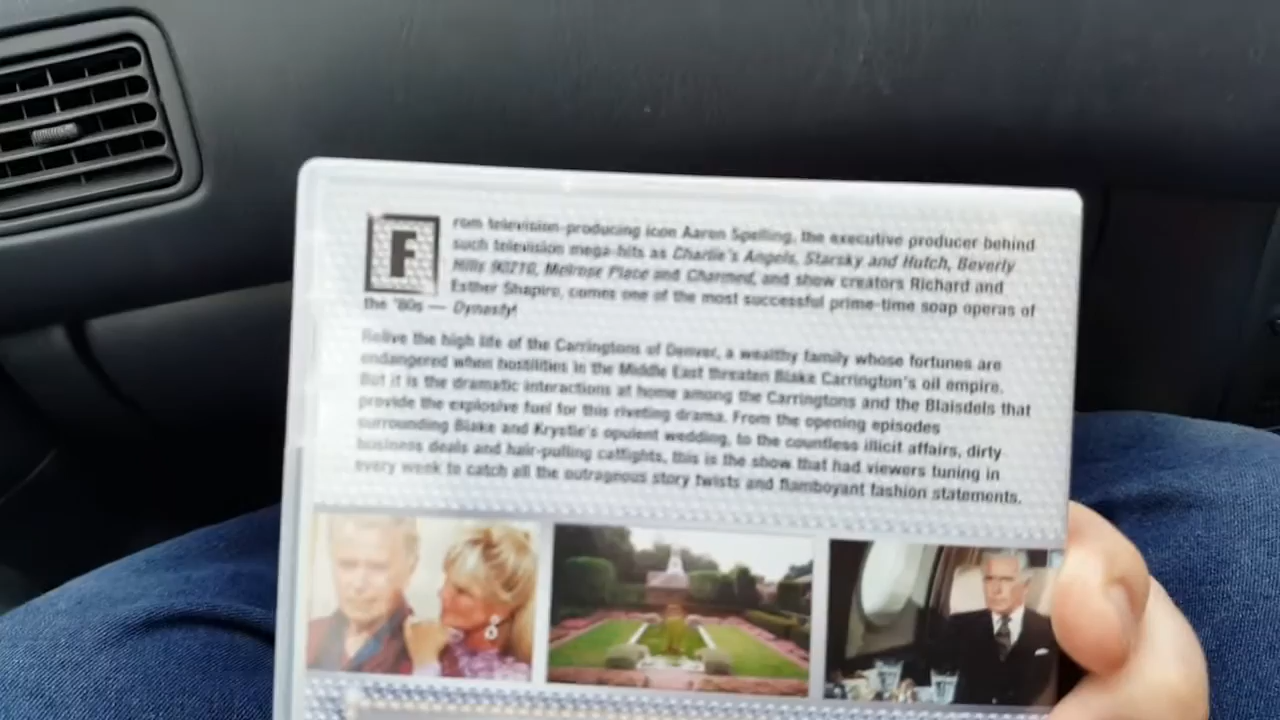 From television-producing icon Aaron Spelling, the executive producer behind
such television mega-hits as Charlie's Angels, Starsky and Hutch, Beverly
Hills 90210, Melrose Place and Charmed, and show creators Richard and
Esther Shapiro, comes one of the most successful prime-time soap operas of
the '80s — Dynasty!
Relive the high life of the Carringtons of Denver, a wealthy family whose fortunes are
endangered when hostilities in the Middle East threaten Blake Carrington's oil empire.
But it is the dramatic interactions at home among the Carringtons and the Blaisdels that
provide the explosive fuel for this riveting drama. From the opening episodes
surrounding Blake and Krystle's opulent wedding, to the countless illicit affairs, dirty
business deals and hair-pulling catfights, this is the show that had viewers tuning in
every week to catch all the outrageous story twists and flamboyant fashion statements.